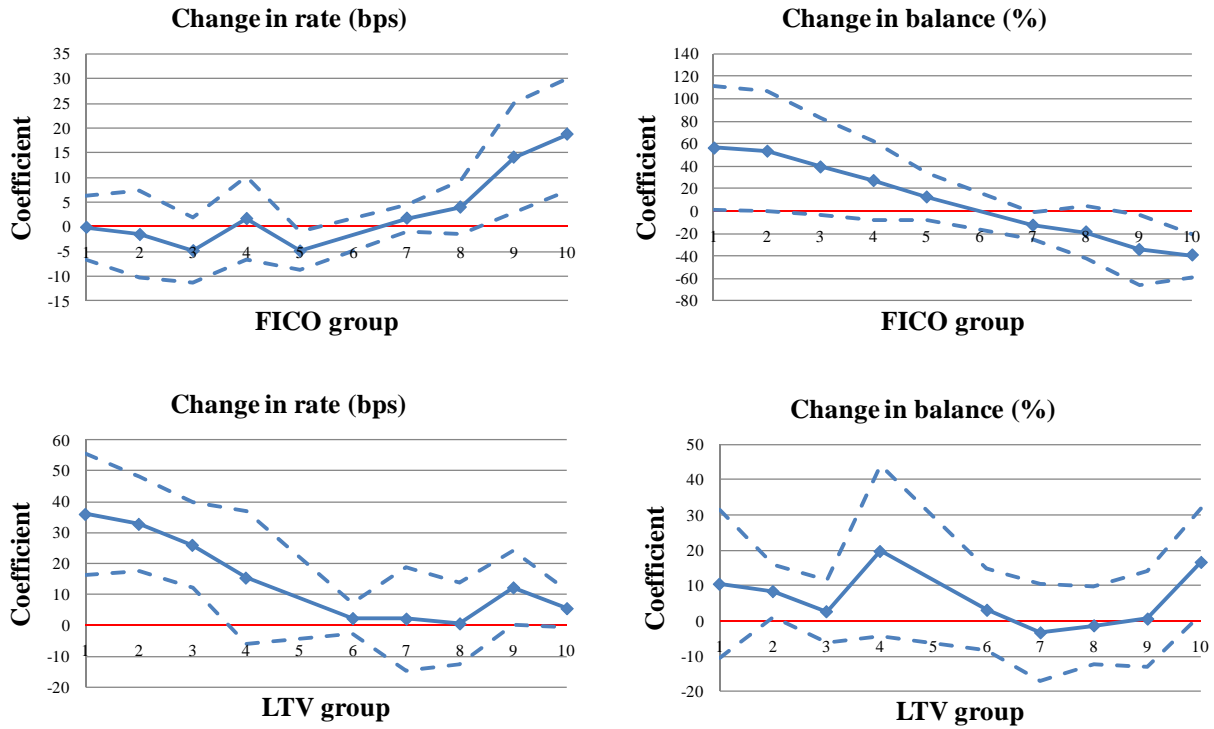 Change in rate (bps)
35
30
25
20
15
10
5
0
-5
-10
-15
1 2 3 4 5 6 7 8 9 10
Coefficient
FICO group
Change in balance (%)
140
120
100
80
60
40
20
0
-20
-40
-60
-80
1 2 3 4 5 6 7 8 9 10
Coefficient
FICO group
Change in rate (bps)
60
50
40
30
20
10
0
-10
-20
1 2 3 4 5 6 7 8 9 10
Coefficient
LTV group
Change in balance (%)
50
40
30
20
10
0
-10
-20
1 2 3 4 5 6 7 8 9 10
Coefficient
LTV group